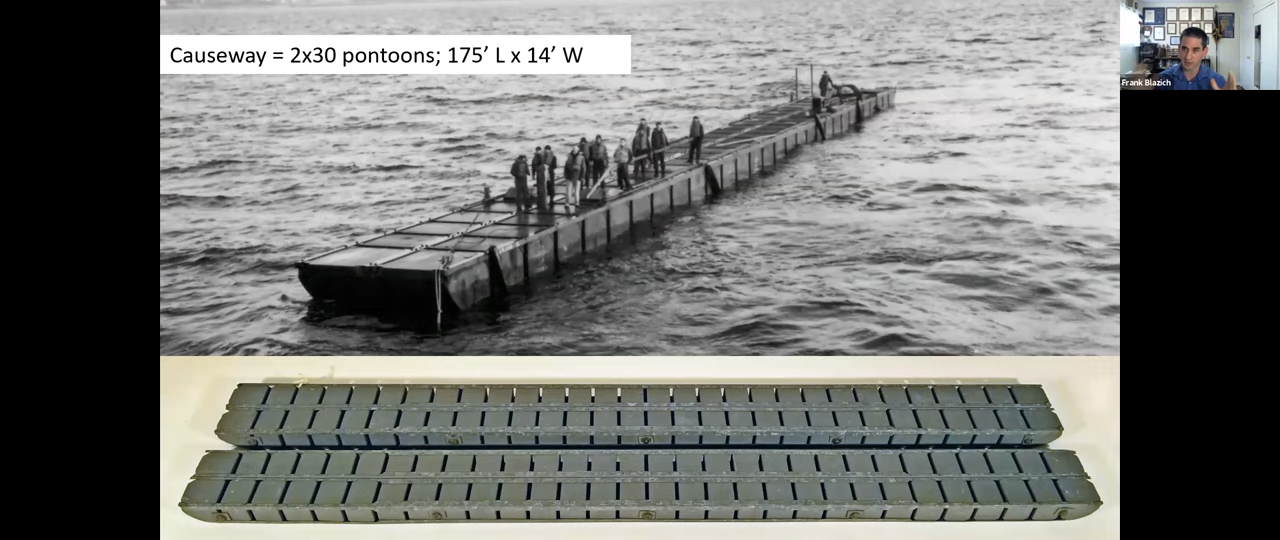 Causeway = 2x30 pontoons; 175’ L x 14’ W
Frank Blazich